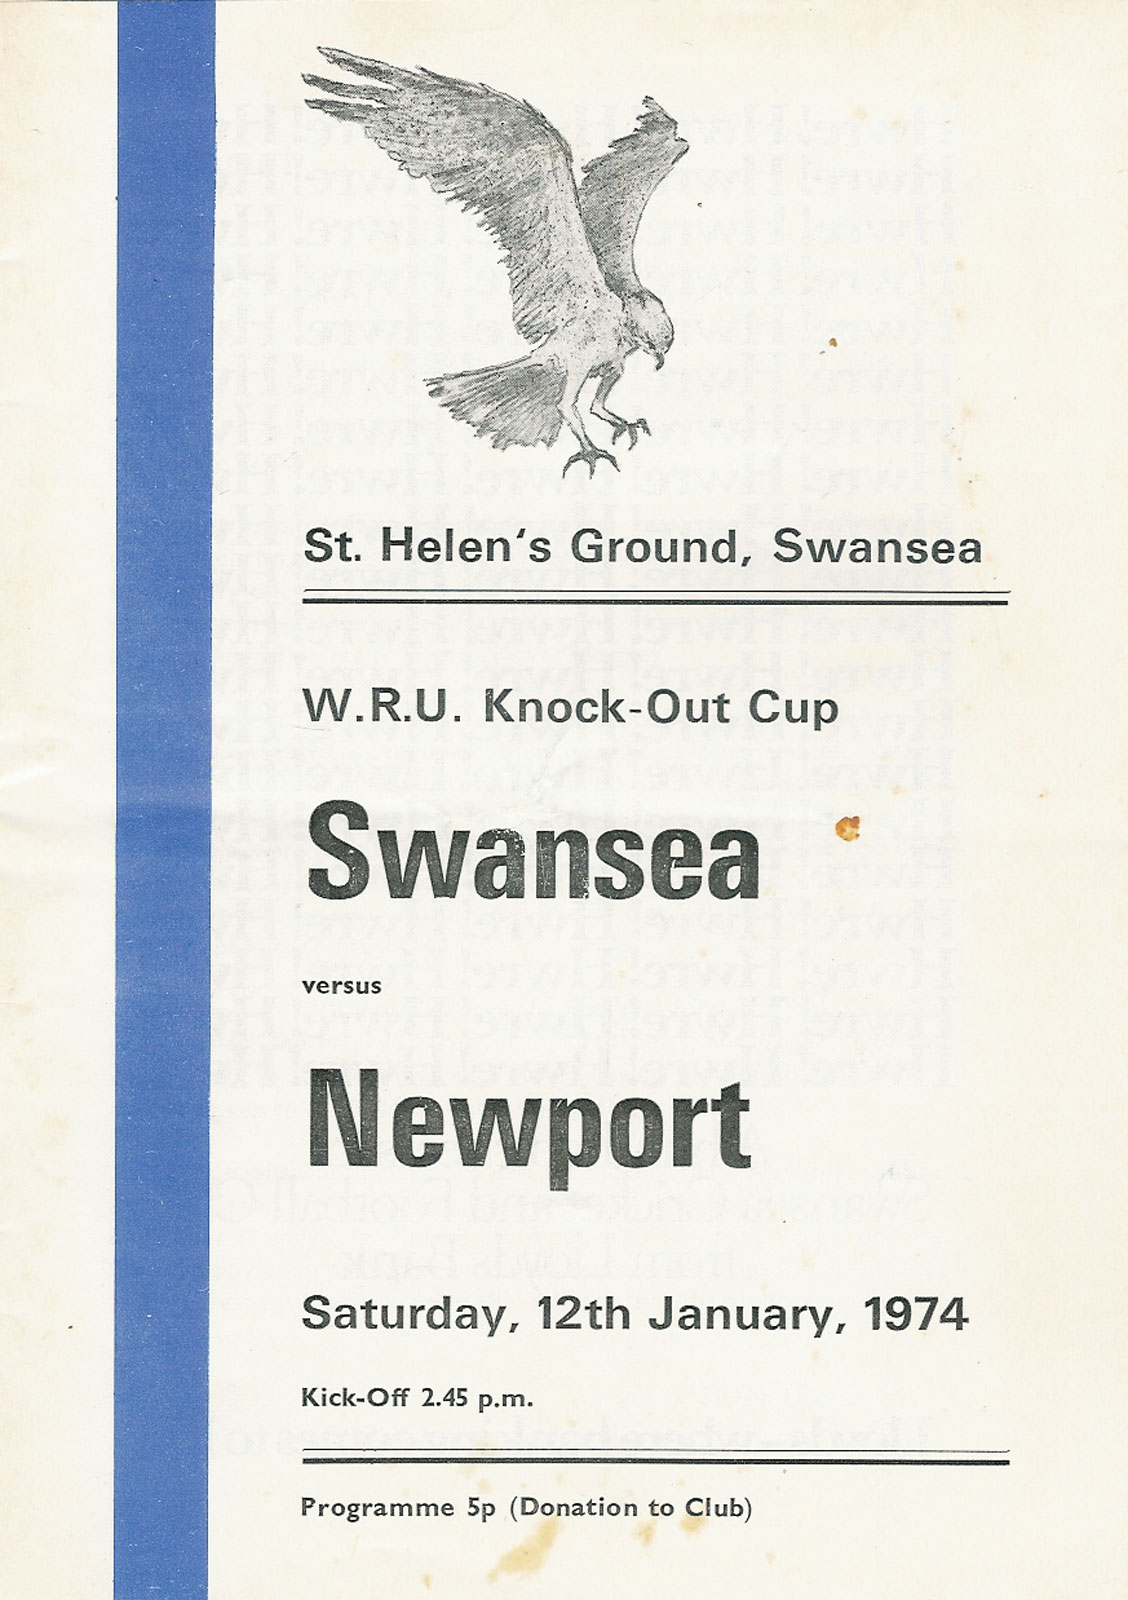 St. Helen‘s Ground, Swansea
W.R.U. Knock-Out Cup
Swansea
versus
Newport
Saturday, 12th January, 1974
Kick-Off 2.45 p.m.
Programme 5p (Donation to Club)